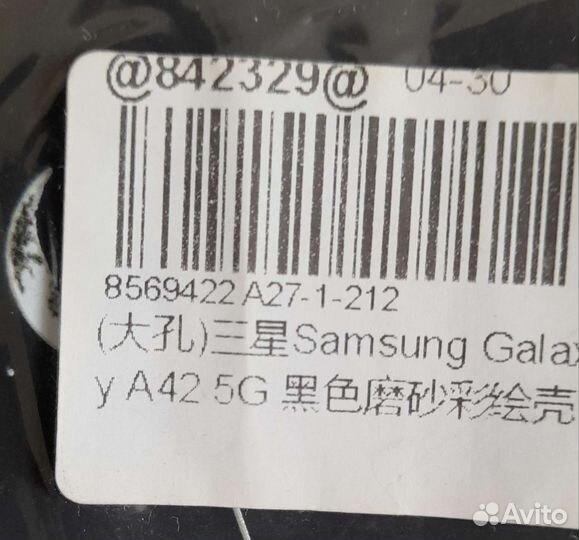 @842329@ 04-30
8569422 A27-1-212
(大孔)三星Samsung Galax
y A42 5G 黑色磨砂彩绘壳
Avito